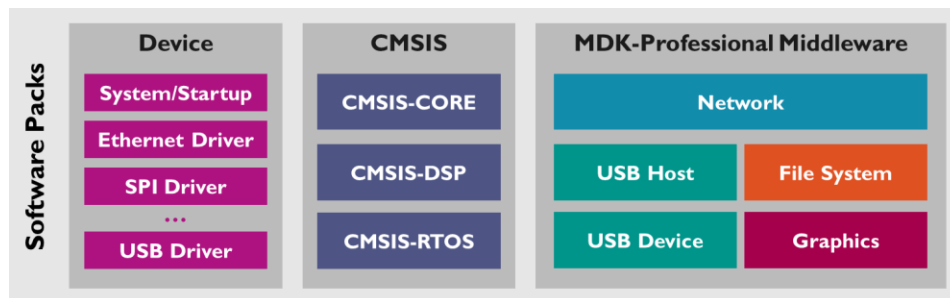 Software Packs
Device
System/Startup
Ethernet Driver
SPI Driver
...
USB Driver
CMSIS
CMSIS-CORE
CMSIS-DSP
CMSIS-RTOS
MDK-Professional Middleware
Network
USB Host
File System
USB Device
Graphics